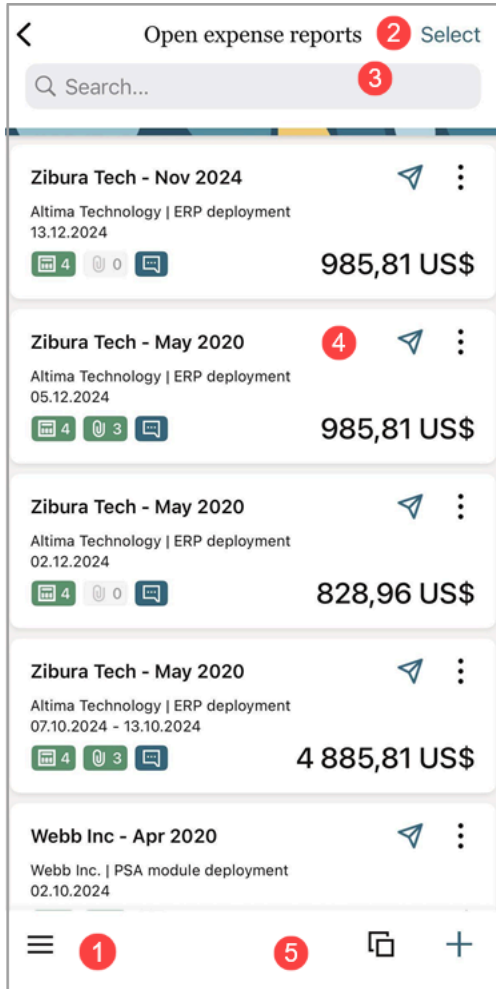 Open expense reports 2 Select
3
Search...
Zibura Tech - Nov 2024
Altima Technology | ERP deployment
13.12.2024
4 0 985,81 US$
Zibura Tech - May 2020 4
Altima Technology | ERP deployment
05.12.2024
4 3 985,81 US$
Zibura Tech - May 2020
Altima Technology | ERP deployment
02.12.2024
4 0 828,96 US$
Zibura Tech - May 2020
Altima Technology | ERP deployment
07.10.2024 - 13.10.2024
4 3 4 885,81 US$
Webb Inc - Apr 2020
Webb Inc. | PSA module deployment
02.10.2024
1 5